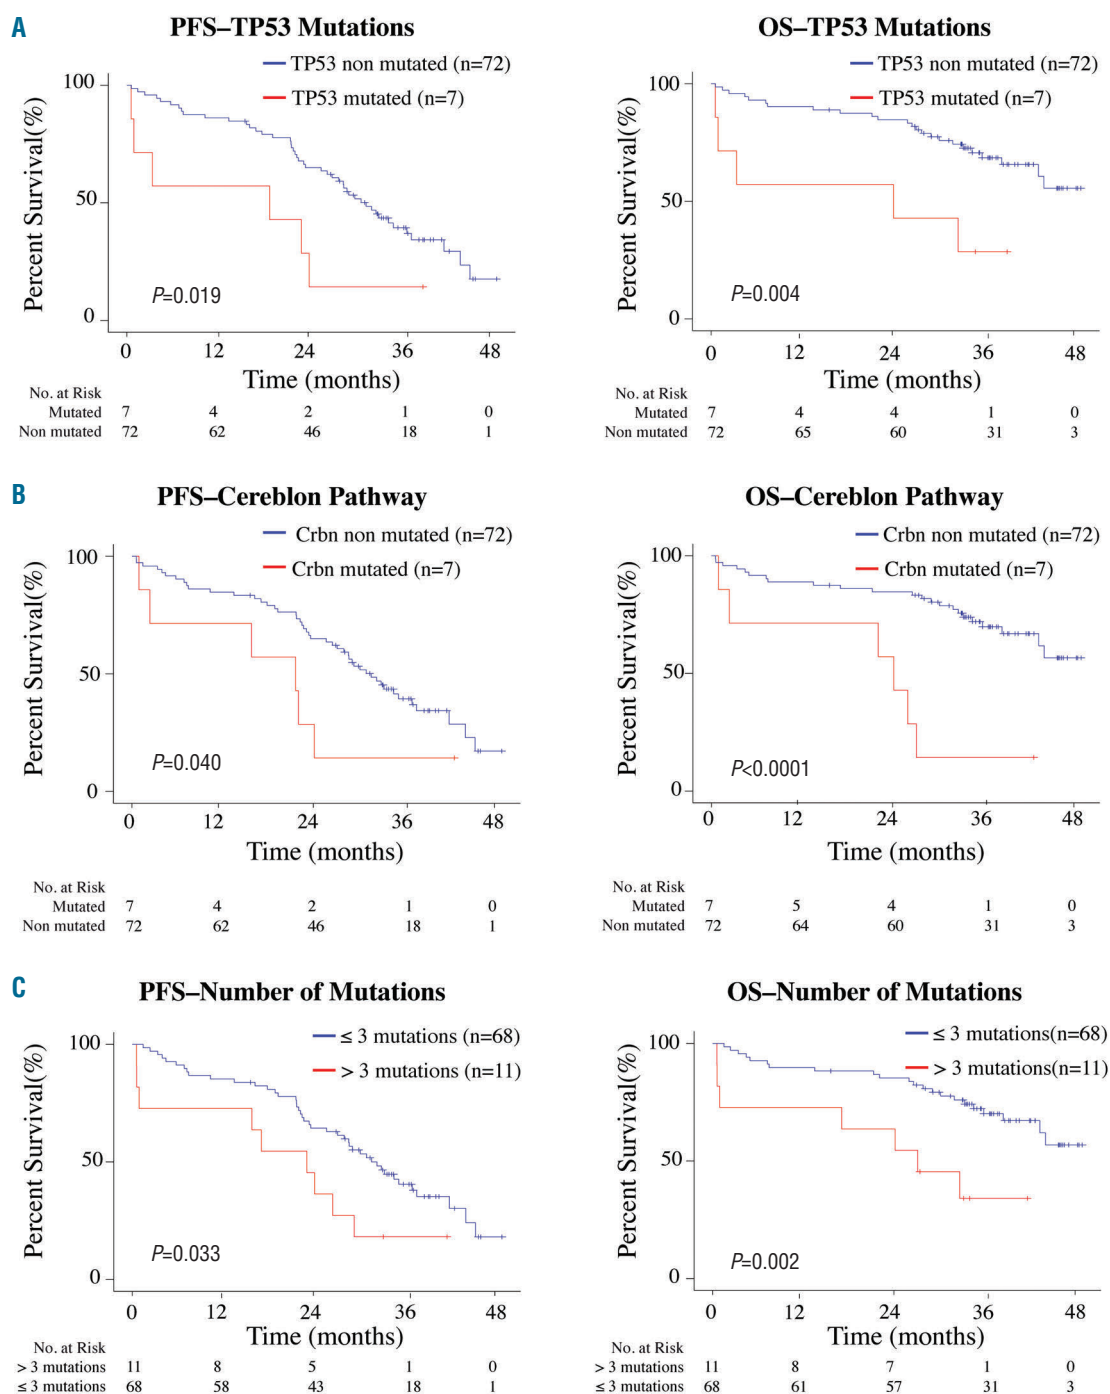 A
PFS–TP53 Mutations
TP53 non mutated (n=72)
TP53 mutated (n=7)
Percent Survival(%)
100
50
0
P=0.019
0 12 24 36 48
Time (months)
No. at Risk
Mutated 7 4 2 1 0
Non mutated 72 62 46 18 1
OS–TP53 Mutations
TP53 non mutated (n=72)
TP53 mutated (n=7)
Percent Survival(%)
100
50
0
P=0.004
0 12 24 36 48
Time (months)
No. at Risk
Mutated 7 4 4 1 0
Non mutated 72 65 60 31 3
B
PFS–Cereblon Pathway
Crbn non mutated (n=72)
Crbn mutated (n=7)
Percent Survival(%)
100
50
0
P=0.040
0 12 24 36 48
Time (months)
No. at Risk
Mutated 7 4 2 1 0
Non mutated 72 62 46 18 1
OS–Cereblon Pathway
Crbn non mutated (n=72)
Crbn mutated (n=7)
Percent Survival(%)
100
50
0
P<0.0001
0 12 24 36 48
Time (months)
No. at Risk
Mutated 7 5 4 1 0
Non mutated 72 64 60 31 3
C
PFS–Number of Mutations
≤ 3 mutations (n=68)
> 3 mutations (n=11)
Percent Survival(%)
100
50
0
P=0.033
0 12 24 36 48
Time (months)
No. at Risk
> 3 mutations 11 8 5 1 0
≤ 3 mutations 68 58 43 18 1
OS–Number of Mutations
≤ 3 mutations(n=68)
> 3 mutations(n=11)
Percent Survival(%)
100
50
0
P=0.002
0 12 24 36 48
Time (months)
No. at Risk
> 3 mutations 11 8 7 1 0
≤ 3 mutations 68 61 57 31 3